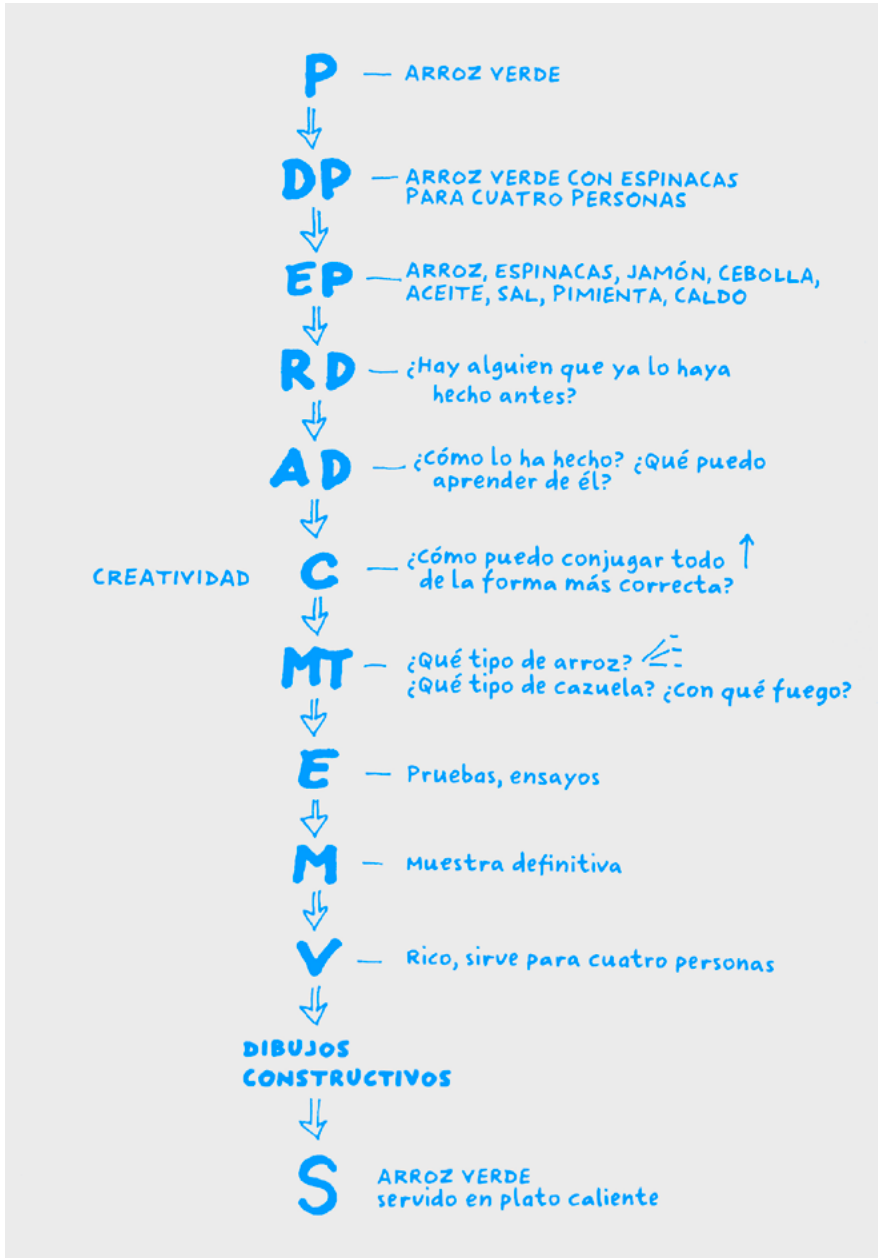 P — ARROZ VERDE
DP — ARROZ VERDE CON ESPINACAS
PARA CUATRO PERSONAS
EP — ARROZ, ESPINACAS, JAMÓN, CEBOLLA,
ACEITE, SAL, PIMIENTA, CALDO
RD — ¿Hay alguien que ya lo haya
hecho antes?
AD — ¿Cómo lo ha hecho? ¿Qué puedo
aprender de él?
CREATIVIDAD C — ¿Cómo puedo conjugar todo
de la forma más correcta?
MT — ¿Qué tipo de arroz?
¿Qué tipo de cazuela? ¿Con qué fuego?
E — Pruebas, ensayos
M — Muestra definitiva
V — Rico, sirve para cuatro personas
DIBUJOS
CONSTRUCTIVOS
S ARROZ VERDE
servido en plato caliente